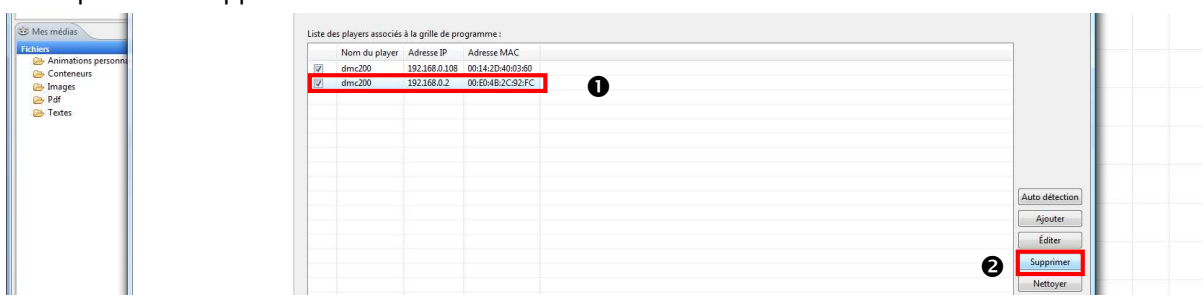 Mes médias
Fichiers
Animations personn
Conteneurs
Images
Pdf
Textes
Liste des players associés à la grille de programme :
Nom du player Adresse IP Adresse MAC
dmc200 192.168.0.108 00:14:2D:40:03:60
dmc200 192.168.0.2 00:E0:4B:2C:92:FC
❶
Auto détection
Ajouter
Éditer
❷ Supprimer
Nettoyer